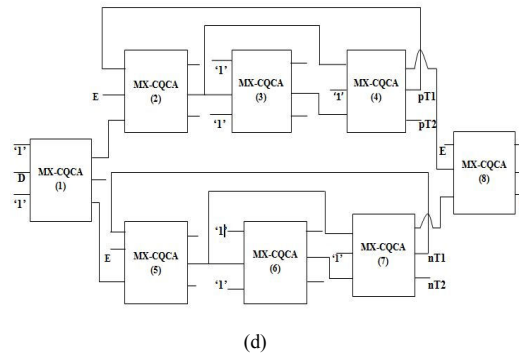 '1'
MX-CQCA
(2)
MX-CQCA
(3)
MX-CQCA
(4)
E
'1'
pT1
'1'
pT2
'1'
D
'1'
MX-CQCA
(1)
E
MX-CQCA
(8)
'1'
E
MX-CQCA
(5)
MX-CQCA
(6)
'1'
MX-CQCA
(7)
nT1
'1'
nT2
(d)